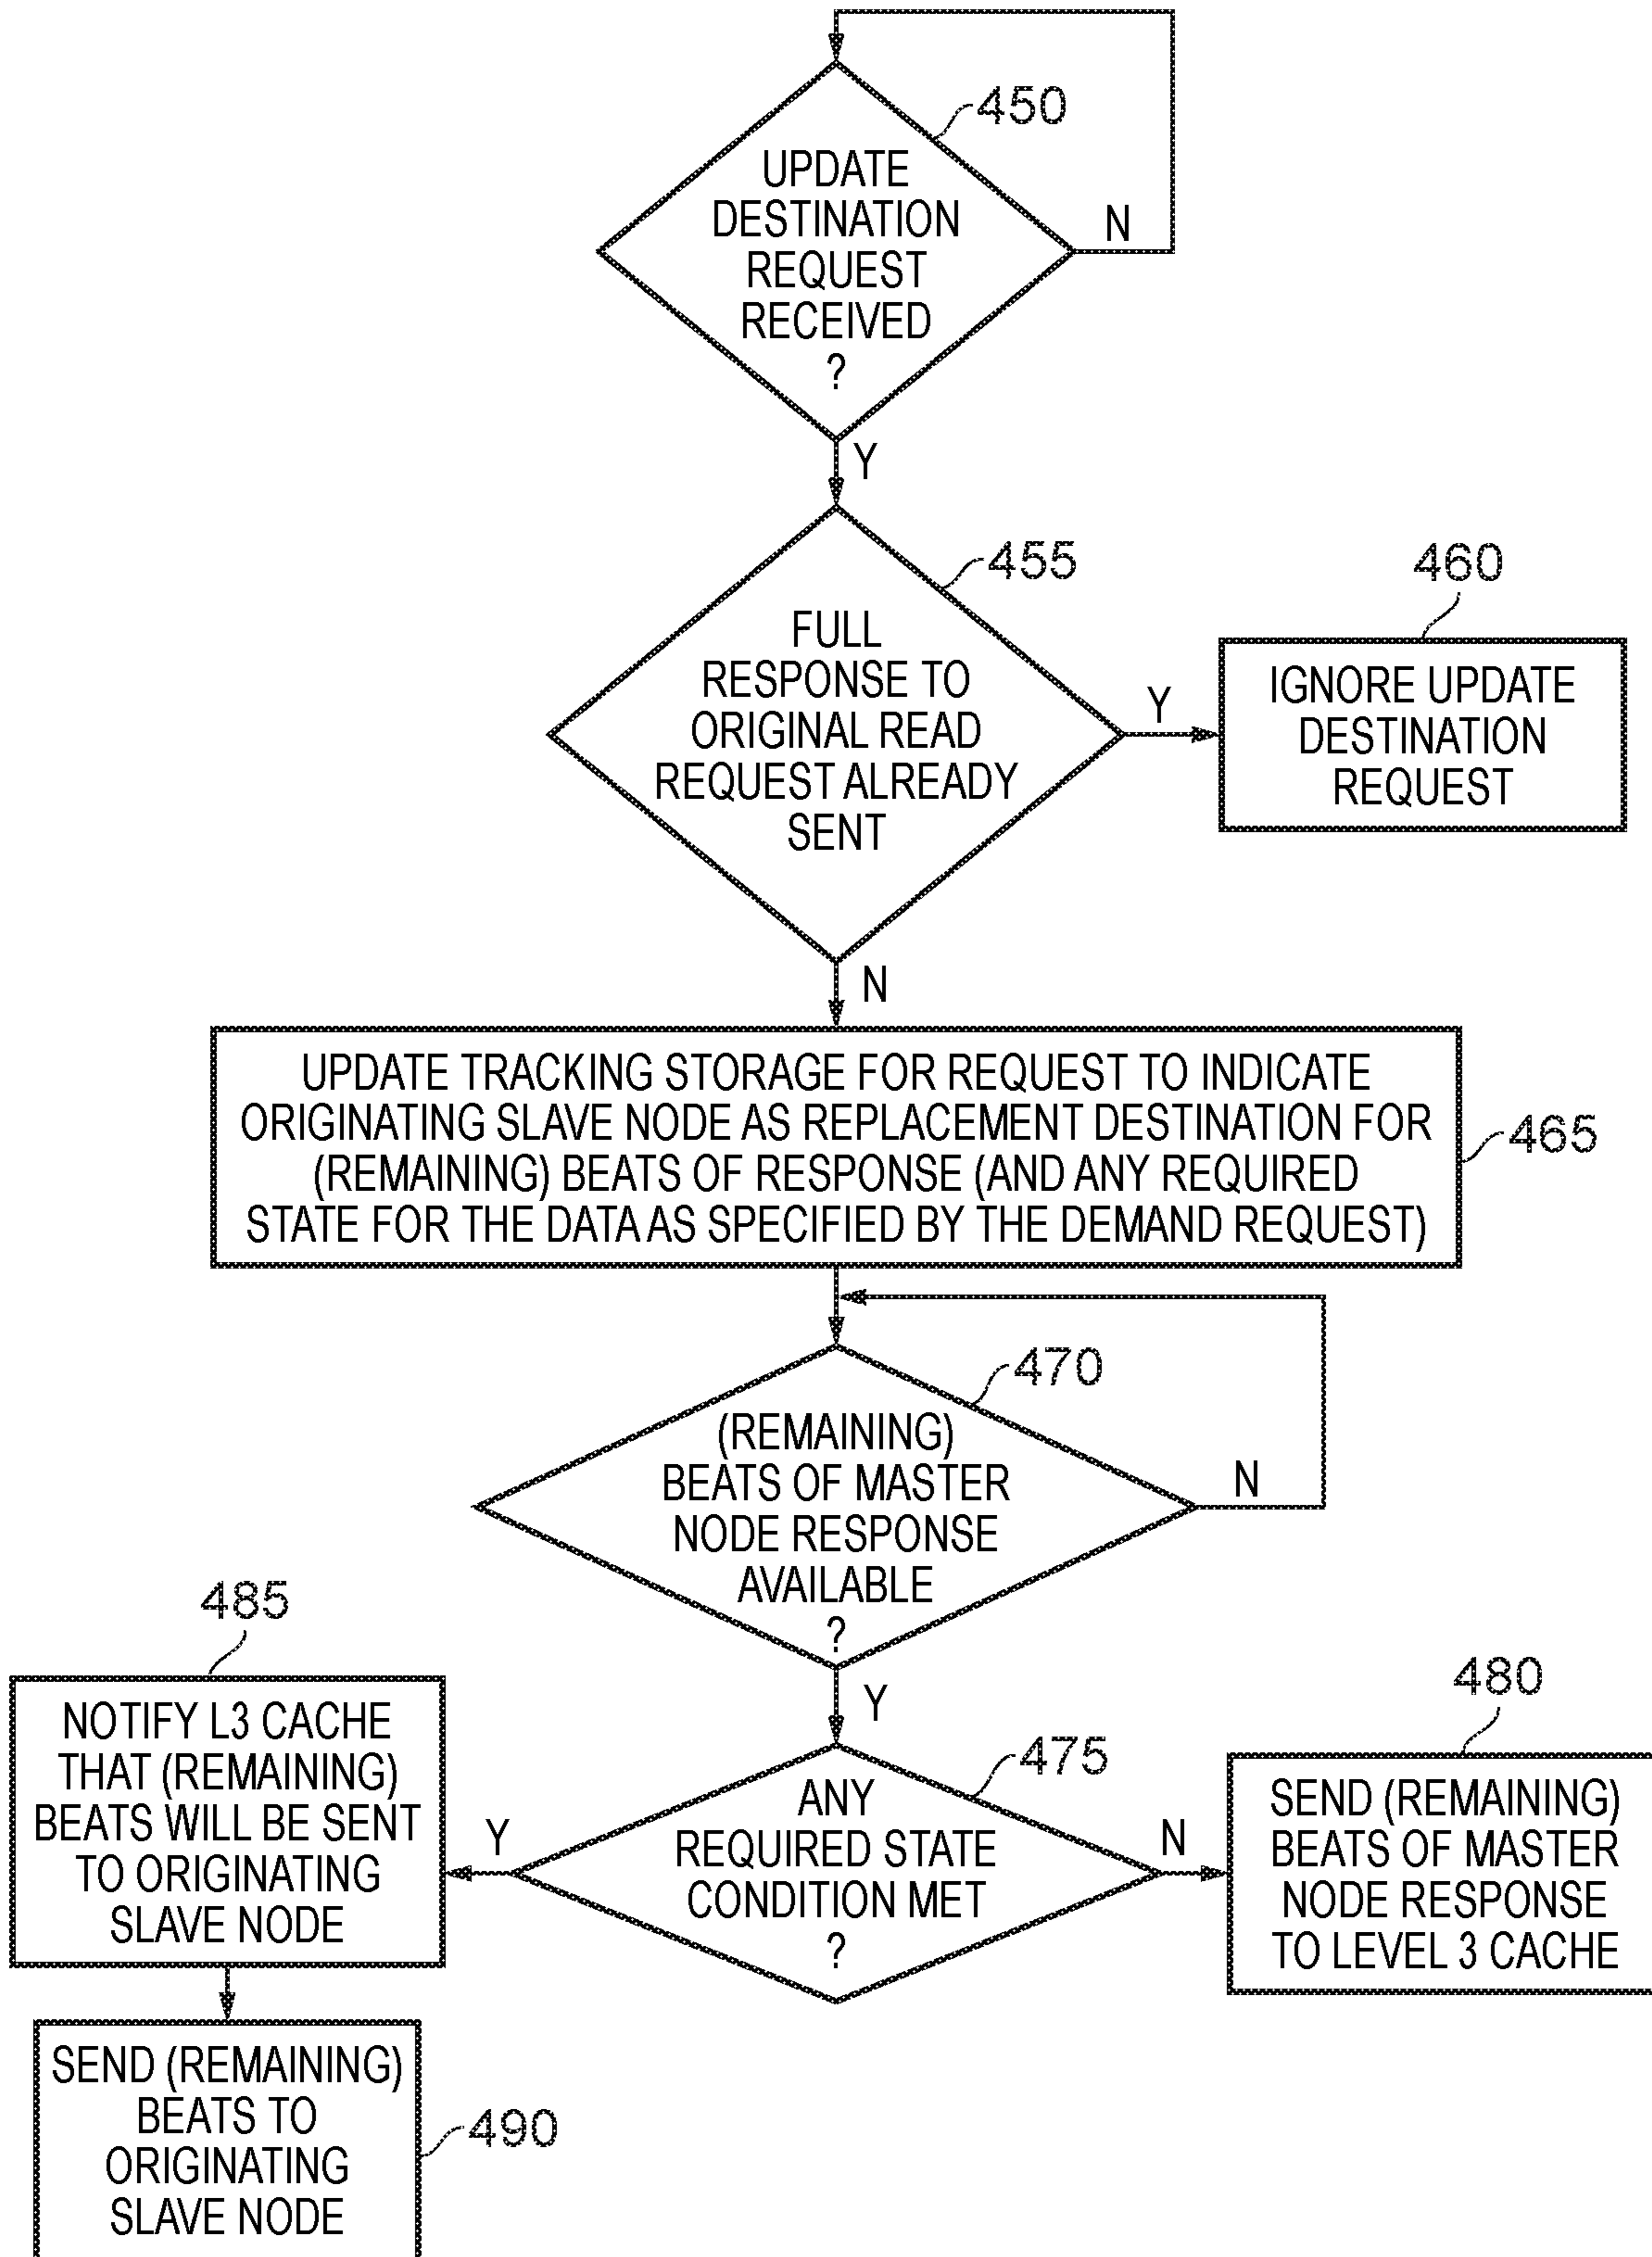 450
UPDATE
DESTINATION
REQUEST
RECEIVED
?
N
Y
455
FULL
RESPONSE TO
ORIGINAL READ
REQUEST ALREADY
SENT
Y
460
IGNORE UPDATE
DESTINATION
REQUEST
N
UPDATE TRACKING STORAGE FOR REQUEST TO INDICATE
ORIGINATING SLAVE NODE AS REPLACEMENT DESTINATION FOR
(REMAINING) BEATS OF RESPONSE (AND ANY REQUIRED
STATE FOR THE DATA AS SPECIFIED BY THE DEMAND REQUEST)
465
470
(REMAINING)
BEATS OF MASTER
NODE RESPONSE
AVAILABLE
?
N
Y
485
NOTIFY L3 CACHE
THAT (REMAINING)
BEATS WILL BE SENT
TO ORIGINATING
SLAVE NODE
Y
475
ANY
REQUIRED STATE
CONDITION MET
?
N
480
SEND (REMAINING)
BEATS OF MASTER
NODE RESPONSE
TO LEVEL 3 CACHE
SEND (REMAINING)
BEATS TO
ORIGINATING
SLAVE NODE
490